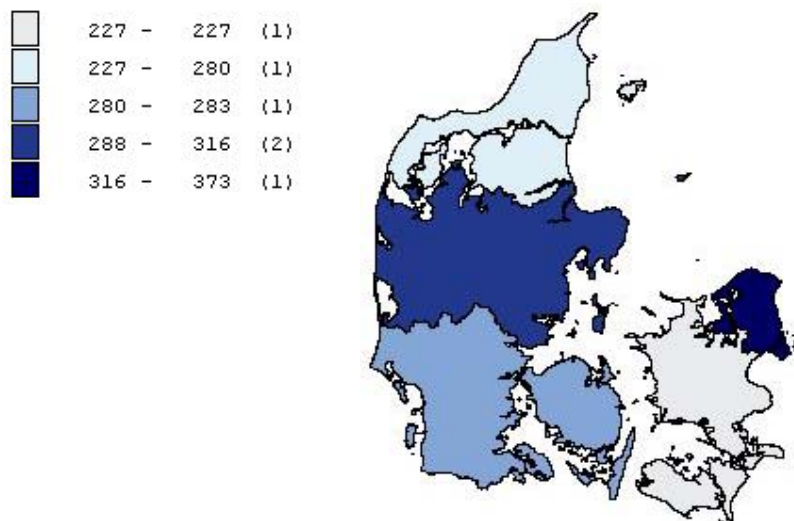 227 - 227 (1)
227 - 280 (1)
280 - 283 (1)
288 - 316 (2)
316 - 373 (1)